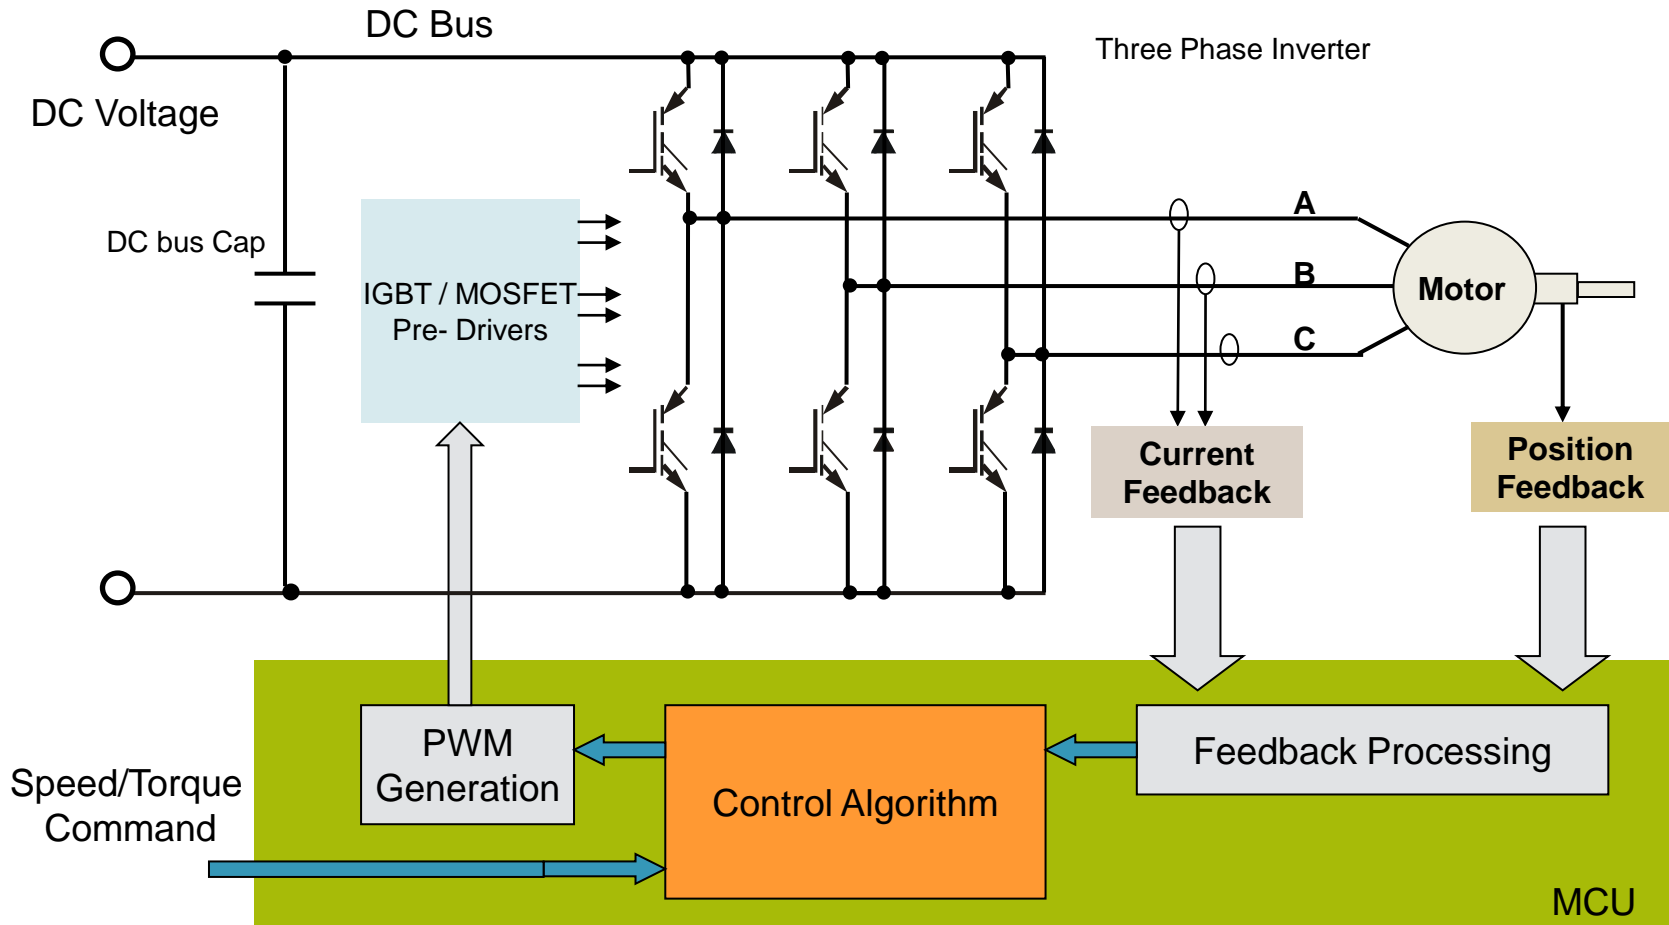 DC Bus
Three Phase Inverter
DC Voltage
A
DC bus Cap
B
IGBT / MOSFET
Pre- Drivers
Motor
C
Current
Feedback
Position
Feedback
PWM
Generation
Feedback Processing
Speed/Torque
Command
Control Algorithm
MCU